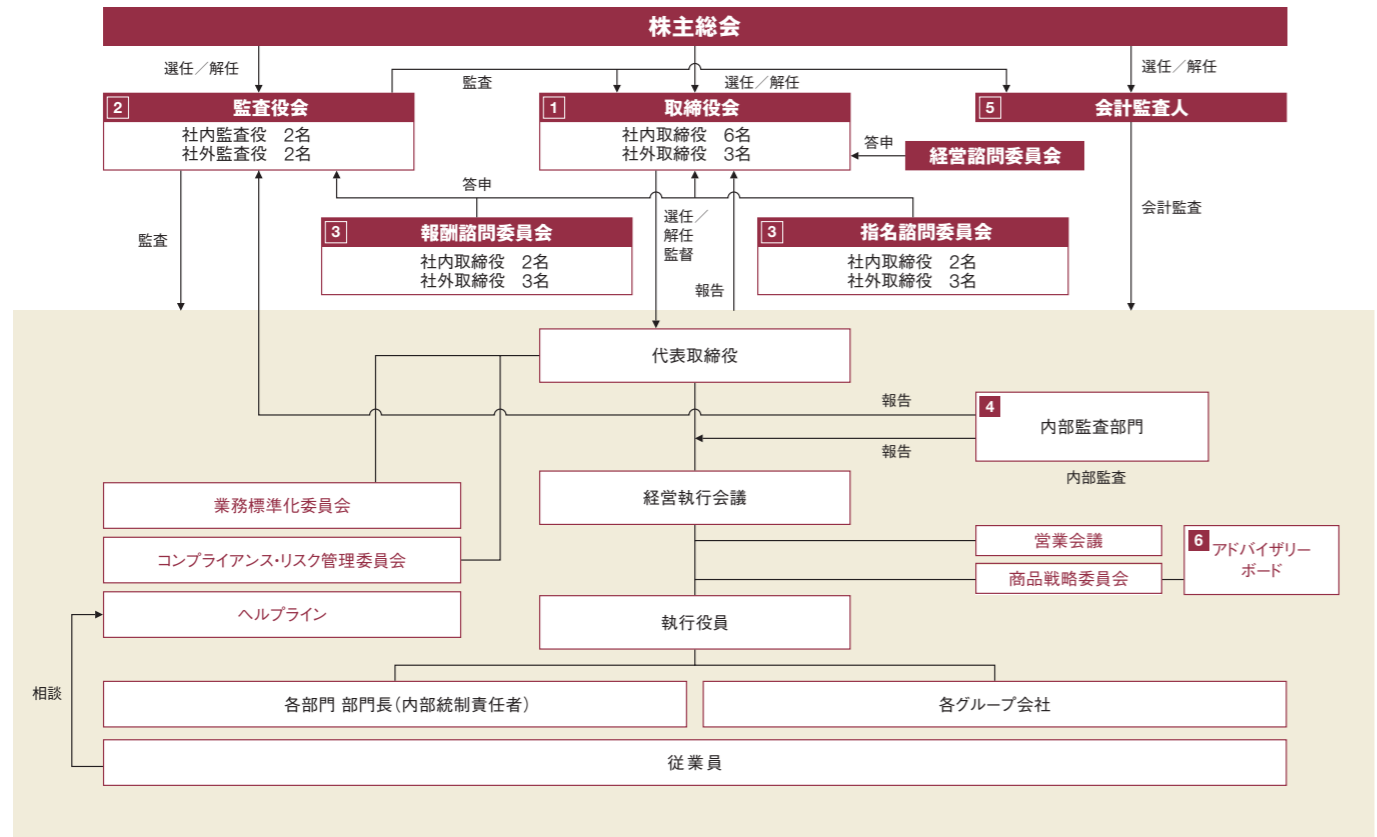 株主総会
選任／解任
監査
選任／解任
選任／解任
2 監査役会
社内監査役 2名
社外監査役 2名
1 取締役会
社内取締役 6名
社外取締役 3名
5 会計監査人
答申
経営諮問委員会
答申
監査
選任／
解任
監督
会計監査
3 報酬諮問委員会
社内取締役 2名
社外取締役 3名
3 指名諮問委員会
社内取締役 2名
社外取締役 3名
報告
代表取締役
報告
4 内部監査部門
報告
内部監査
業務標準化委員会
経営執行会議
コンプライアンス・リスク管理委員会
営業会議
商品戦略委員会
6 アドバイザリー
ボード
ヘルプライン
執行役員
相談
各部門 部門長（内部統制責任者）
各グループ会社
従業員